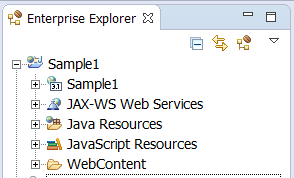 Enterprise Explorer
Sample1
3.1 Sample1
JAX-WS Web Services
Java Resources
JavaScript Resources
WebContent